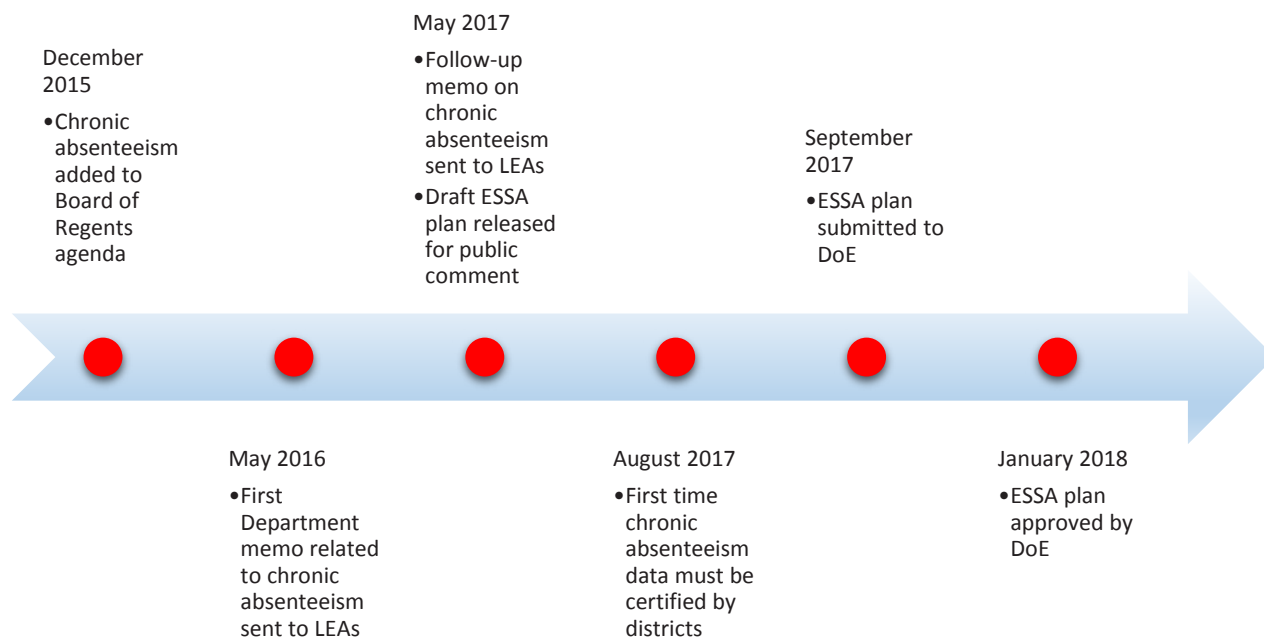 December
2015
•Chronic
absenteeism
added to
Board of
Regents
agenda
May 2016
•First
Department
memo related
to chronic
absenteeism
sent to LEAs
May 2017
•Follow-up
memo on
chronic
absenteeism
sent to LEAs
•Draft ESSA
plan released
for public
comment
August 2017
•First time
chronic
absenteeism
data must be
certified by
districts
September
2017
•ESSA plan
submitted to
DoE
January 2018
•ESSA plan
approved by
DoE